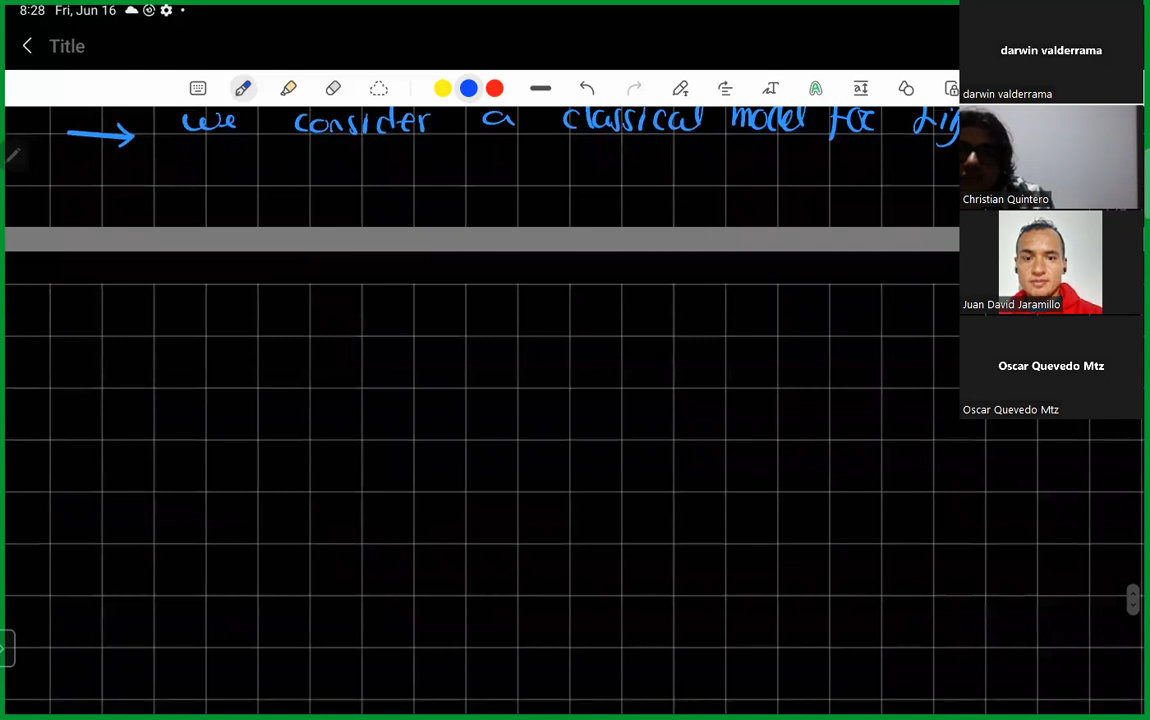 8:28 Fri, Jun 16
Title
we consider a classical model for Lig
darwin valderrama
darwin valderrama
Christian Quintero
Juan David Jaramillo
Oscar Quevedo Mtz
Oscar Quevedo Mtz